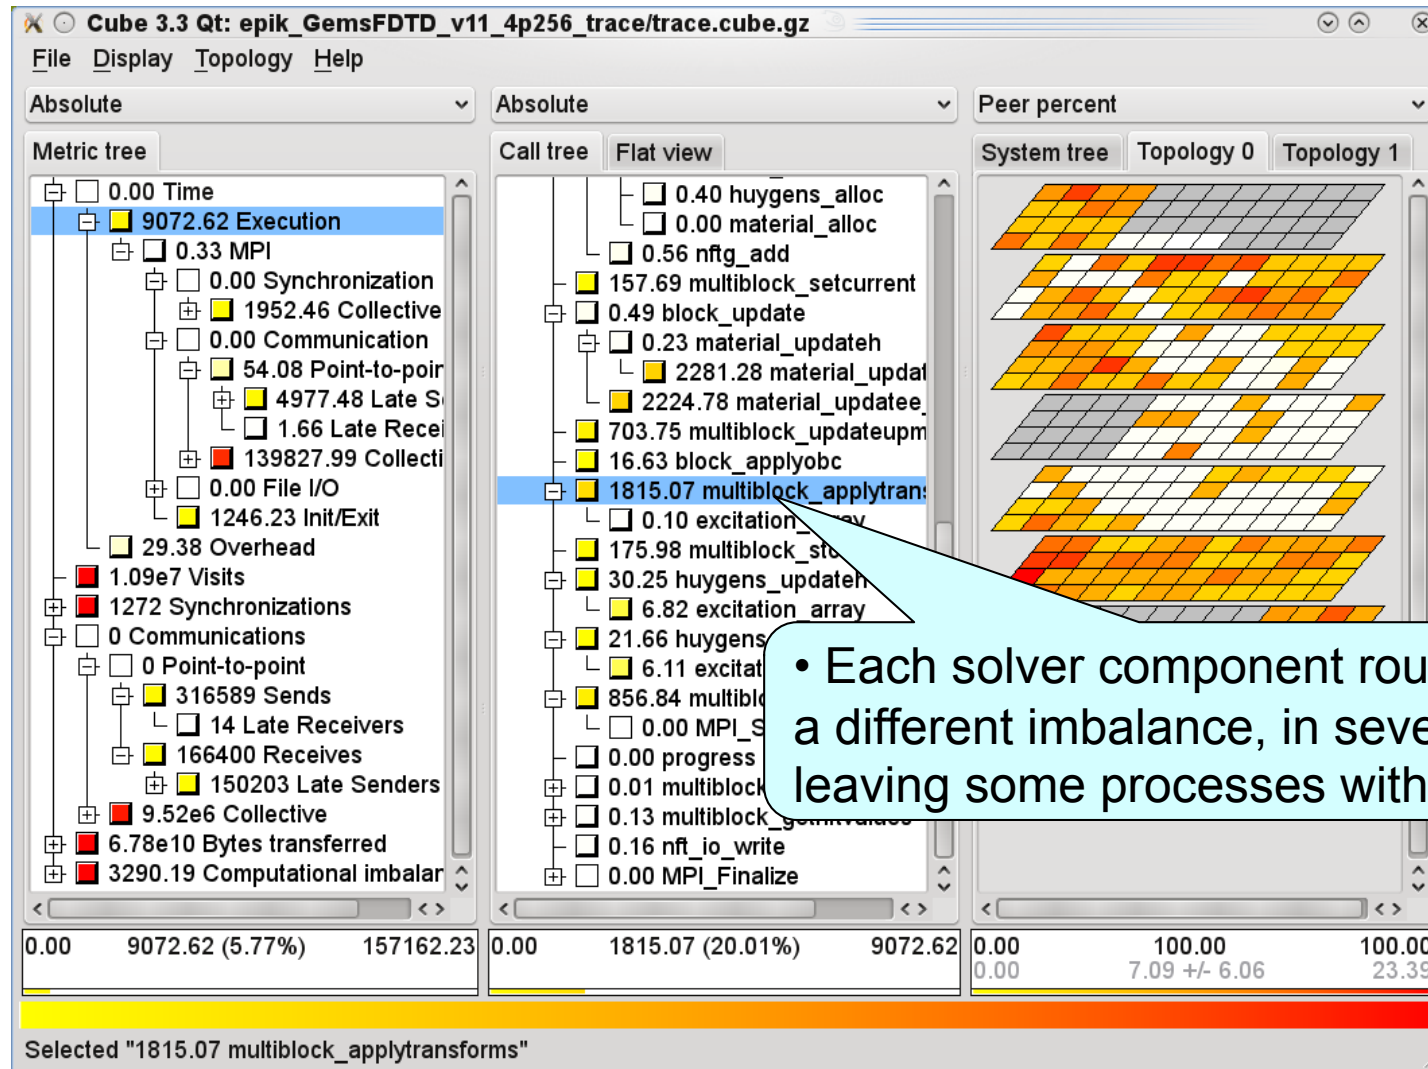 Cube 3.3 Qt: epik_GemsFDTD_v11_4p256_trace/trace.cube.gz
File Display Topology Help
Absolute
Absolute
Peer percent
Metric tree
Call tree Flat view
System tree Topology 0 Topology 1
0.00 Time
9072.62 Execution
0.33 MPI
0.00 Synchronization
1952.46 Collective
0.00 Communication
54.08 Point-to-poin
4977.48 Late S
1.66 Late Recei
139827.99 Collecti
0.00 File I/O
1246.23 Init/Exit
29.38 Overhead
1.09e7 Visits
1272 Synchronizations
0 Communications
0 Point-to-point
316589 Sends
14 Late Receivers
166400 Receives
150203 Late Senders
9.52e6 Collective
6.78e10 Bytes transferred
3290.19 Computational imbalan
0.40 huygens_alloc
0.00 material_alloc
0.56 nftg_add
157.69 multiblock_setcurrent
0.49 block_update
0.23 material_updateh
2281.28 material_updat
2224.78 material_updatee_
703.75 multiblock_updateupm
16.63 block_applyobc
1815.07 multiblock_applytrans
0.10 excitation_array
175.98 multiblock_sto
30.25 huygens_updateh
6.82 excitation_array
21.66 huygens
6.11 excitat
856.84 multiblo
0.00 MPI_S
0.00 progress
0.01 multiblock
0.13 multiblock_getnftvalues
0.16 nft_io_write
0.00 MPI_Finalize
• Each solver component rou
a different imbalance, in seve
leaving some processes with
0.00 9072.62 (5.77%) 157162.23
0.00 1815.07 (20.01%) 9072.62
0.00 100.00 100.00
0.00 7.09 +/- 6.06 23.39
Selected "1815.07 multiblock_applytransforms"